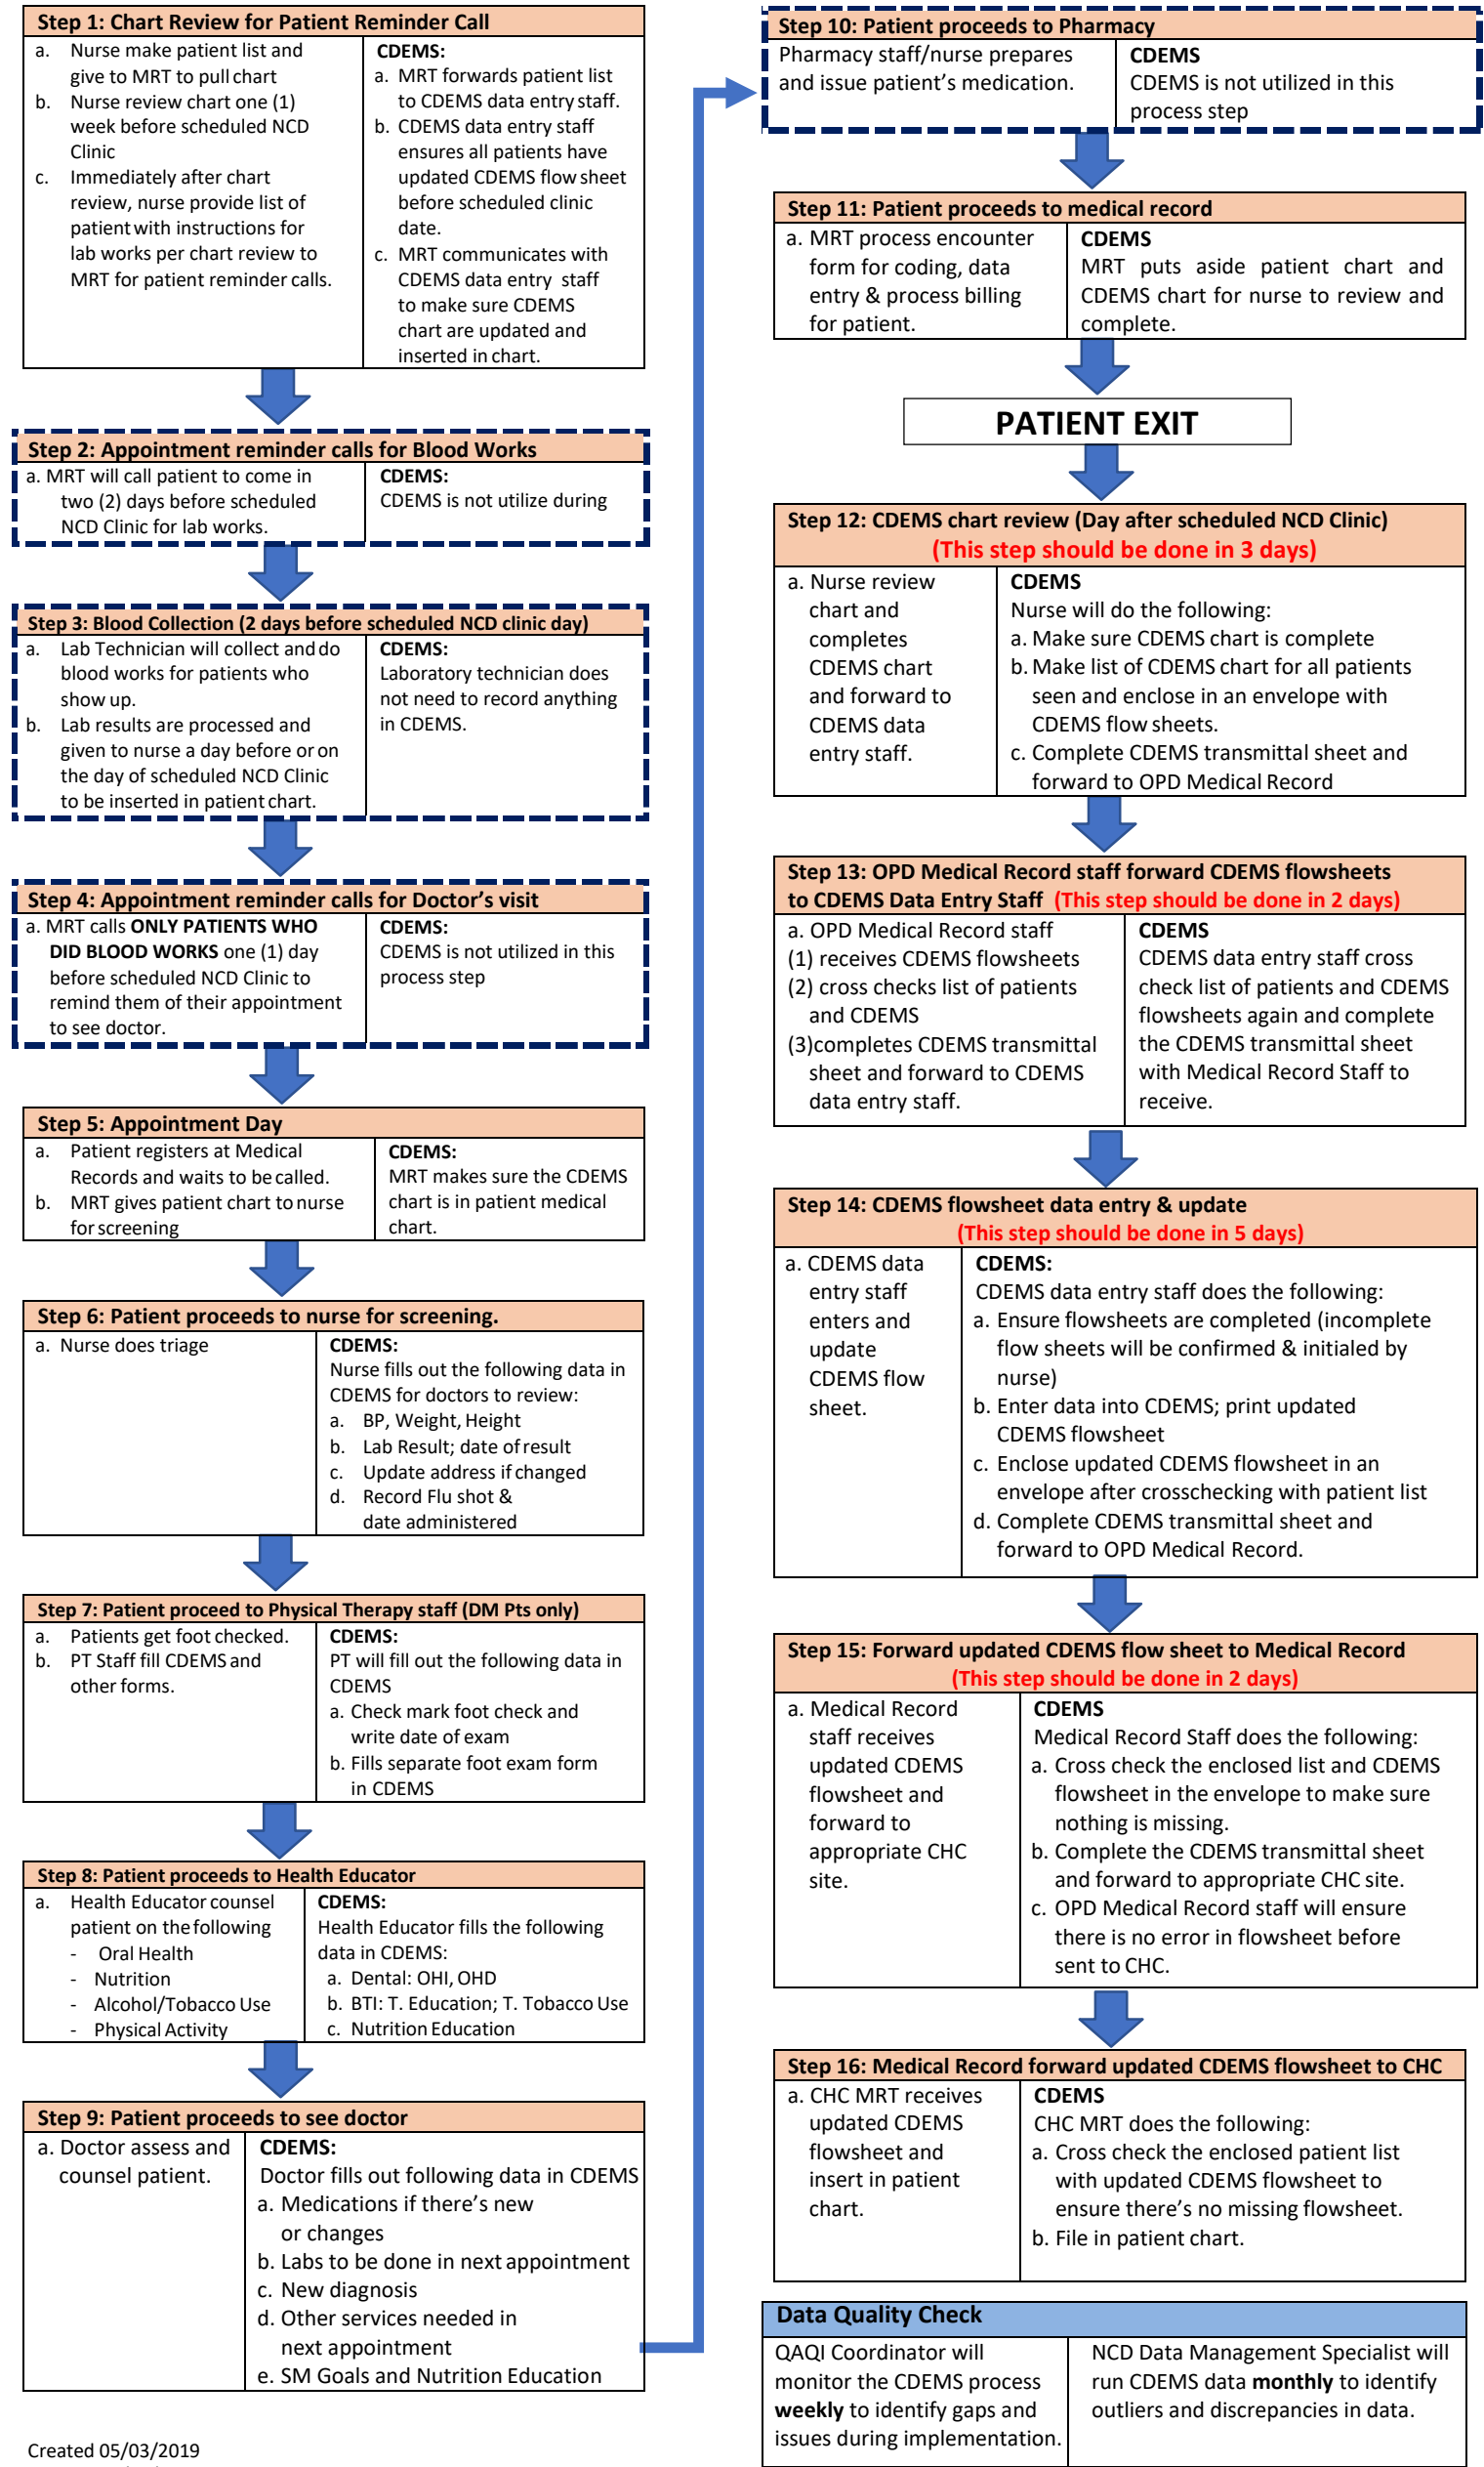 Step 1: Chart Review for Patient Reminder Call
a. Nurse make patient list and
give to MRT to pull chart
b. Nurse review chart one (1)
week before scheduled NCD
Clinic
c. Immediately after chart
review, nurse provide list of
patient with instructions for
lab works per chart review to
MRT for patient reminder calls.
CDEMS:
a. MRT forwards patient list
to CDEMS data entry staff.
b. CDEMS data entry staff
ensures all patients have
updated CDEMS flow sheet
before scheduled clinic
date.
c. MRT communicates with
CDEMS data entry staff
to make sure CDEMS
chart are updated and
inserted in chart.
Step 2: Appointment reminder calls for Blood Works
a. MRT will call patient to come in
two (2) days before scheduled
NCD Clinic for lab works.
CDEMS:
CDEMS is not utilize during
Step 3: Blood Collection (2 days before scheduled NCD clinic day)
a. Lab Technician will collect and do
blood works for patients who
show up.
b. Lab results are processed and
given to nurse a day before or on
the day of scheduled NCD Clinic
to be inserted in patient chart.
CDEMS:
Laboratory technician does
not need to record anything
in CDEMS.
Step 4: Appointment reminder calls for Doctor's visit
a. MRT calls ONLY PATIENTS WHO
DID BLOOD WORKS one (1) day
before scheduled NCD Clinic to
remind them of their appointment
to see doctor.
CDEMS:
CDEMS is not utilized in this
process step
Step 5: Appointment Day
a. Patient registers at Medical
Records and waits to be called.
b. MRT gives patient chart to nurse
for screening
CDEMS:
MRT makes sure the CDEMS
chart is in patient medical
chart.
Step 6: Patient proceeds to nurse for screening.
a. Nurse does triage
CDEMS:
Nurse fills out the following data in
CDEMS for doctors to review:
a. BP, Weight, Height
b. Lab Result; date of result
c. Update address if changed
d. Record Flu shot &
date administered
Step 7: Patient proceed to Physical Therapy staff (DM Pts only)
a. Patients get foot checked.
b. PT Staff fill CDEMS and
other forms.
CDEMS:
PT will fill out the following data in
CDEMS
a. Check mark foot check and
write date of exam
b. Fills separate foot exam form
in CDEMS
Step 8: Patient proceeds to Health Educator
a. Health Educator counsel
patient on the following
- Oral Health
- Nutrition
- Alcohol/Tobacco Use
- Physical Activity
CDEMS:
Health Educator fills the following
data in CDEMS:
a. Dental: OHI, OHD
b. BTI: T. Education; T. Tobacco Use
c. Nutrition Education
Step 9: Patient proceeds to see doctor
a. Doctor assess and
counsel patient.
CDEMS:
Doctor fills out following data in CDEMS
a. Medications if there's new
or changes
b. Labs to be done in next appointment
c. New diagnosis
d. Other services needed in
next appointment
e. SM Goals and Nutrition Education
Created 05/03/2019
Step 10: Patient proceeds to Pharmacy
Pharmacy staff/nurse prepares
and issue patient's medication.
CDEMS
CDEMS is not utilized in this
process step
Step 11: Patient proceeds to medical record
a. MRT process encounter
form for coding, data
entry & process billing
for patient.
CDEMS
MRT puts aside patient chart and
CDEMS chart for nurse to review and
complete.
PATIENT EXIT
Step 12: CDEMS chart review (Day after scheduled NCD Clinic)
(This step should be done in 3 days)
a. Nurse review
chart and
completes
CDEMS chart
and forward to
CDEMS data
entry staff.
CDEMS
Nurse will do the following:
a. Make sure CDEMS chart is complete
b. Make list of CDEMS chart for all patients
seen and enclose in an envelope with
CDEMS flow sheets.
c. Complete CDEMS transmittal sheet and
forward to OPD Medical Record
Step 13: OPD Medical Record staff forward CDEMS flowsheets
to CDEMS Data Entry Staff (This step should be done in 2 days)
a. OPD Medical Record staff
(1) receives CDEMS flowsheets
(2) cross checks list of patients
and CDEMS
(3)completes CDEMS transmittal
sheet and forward to CDEMS
data entry staff.
CDEMS
CDEMS data entry staff cross
check list of patients and CDEMS
flowsheets again and complete
the CDEMS transmittal sheet
with Medical Record Staff to
receive.
Step 14: CDEMS flowsheet data entry & update
(This step should be done in 5 days)
a. CDEMS data
entry staff
enters and
update
CDEMS flow
sheet.
CDEMS:
CDEMS data entry staff does the following:
a. Ensure flowsheets are completed (incomplete
flow sheets will be confirmed & initialed by
nurse)
b. Enter data into CDEMS; print updated
CDEMS flowsheet
c. Enclose updated CDEMS flowsheet in an
envelope after crosschecking with patient list
d. Complete CDEMS transmittal sheet and
forward to OPD Medical Record.
Step 15: Forward updated CDEMS flow sheet to Medical Record
(This step should be done in 2 days)
a. Medical Record
staff receives
updated CDEMS
flowsheet and
forward to
appropriate CHC
site.
CDEMS
Medical Record Staff does the following:
a. Cross check the enclosed list and CDEMS
flowsheet in the envelope to make sure
nothing is missing.
b. Complete the CDEMS transmittal sheet
and forward to appropriate CHC site.
c. OPD Medical Record staff will ensure
there is no error in flowsheet before
sent to CHC.
Step 16: Medical Record forward updated CDEMS flowsheet to CHC
a. CHC MRT receives
updated CDEMS
flowsheet and
insert in patient
chart.
CDEMS
CHC MRT does the following:
a. Cross check the enclosed patient list
with updated CDEMS flowsheet to
ensure there's no missing flowsheet.
b. File in patient chart.
Data Quality Check
QAQI Coordinator will
monitor the CDEMS process
weekly to identify gaps and
issues during implementation.
NCD Data Management Specialist will
run CDEMS data monthly to identify
outliers and discrepancies in data.